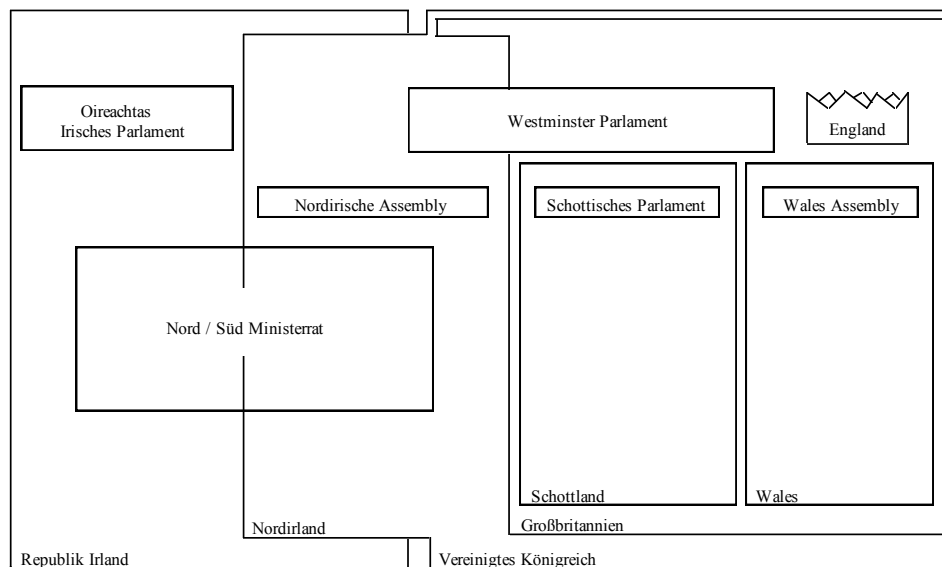 Oireachtas
Irisches Parlament
Westminster Parlament
England
Nordirische Assembly
Schottisches Parlament
Wales Assembly
Nord / Süd Ministerrat
Schottland
Wales
Nordirland
Großbritannien
Republik Irland
Vereinigtes Königreich